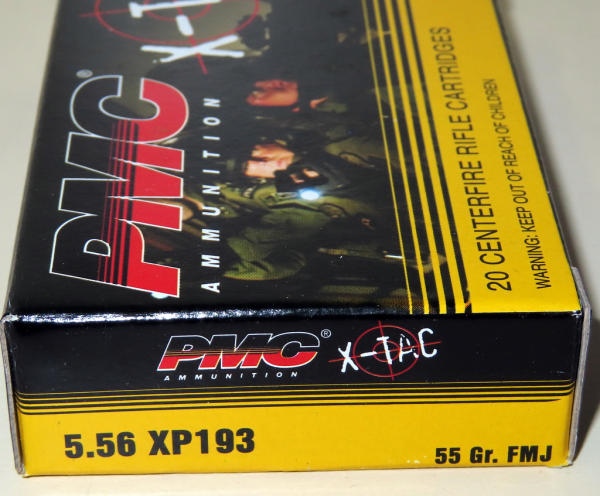 X-T
PMC®
AMMUNITION
20 CENTERFIRE RIFLE CARTRIDGES
WARNING: KEEP OUT OF REACH OF CHILDREN
PMC®
AMMUNITION
X-TAC
5.56 XP193
55 Gr. FMJ